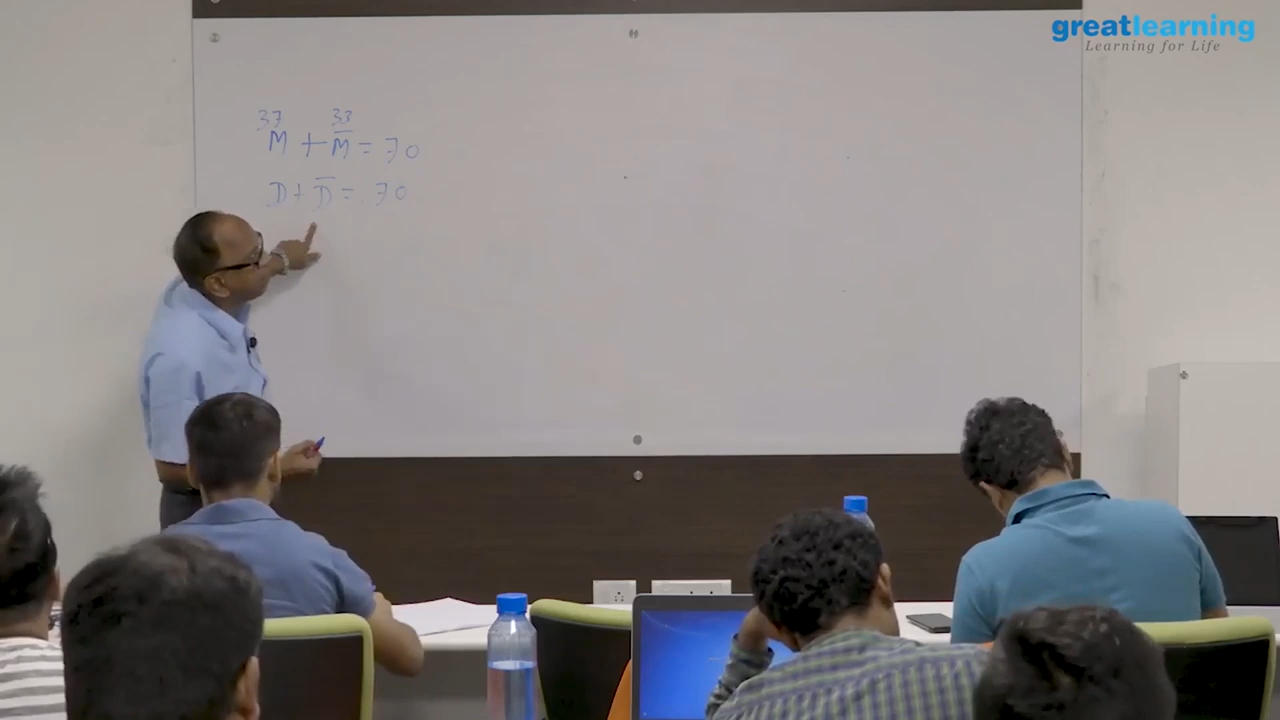 greatlearning
Learning for Life
37 33
M + M̅ = 70
D + D̅ = 70